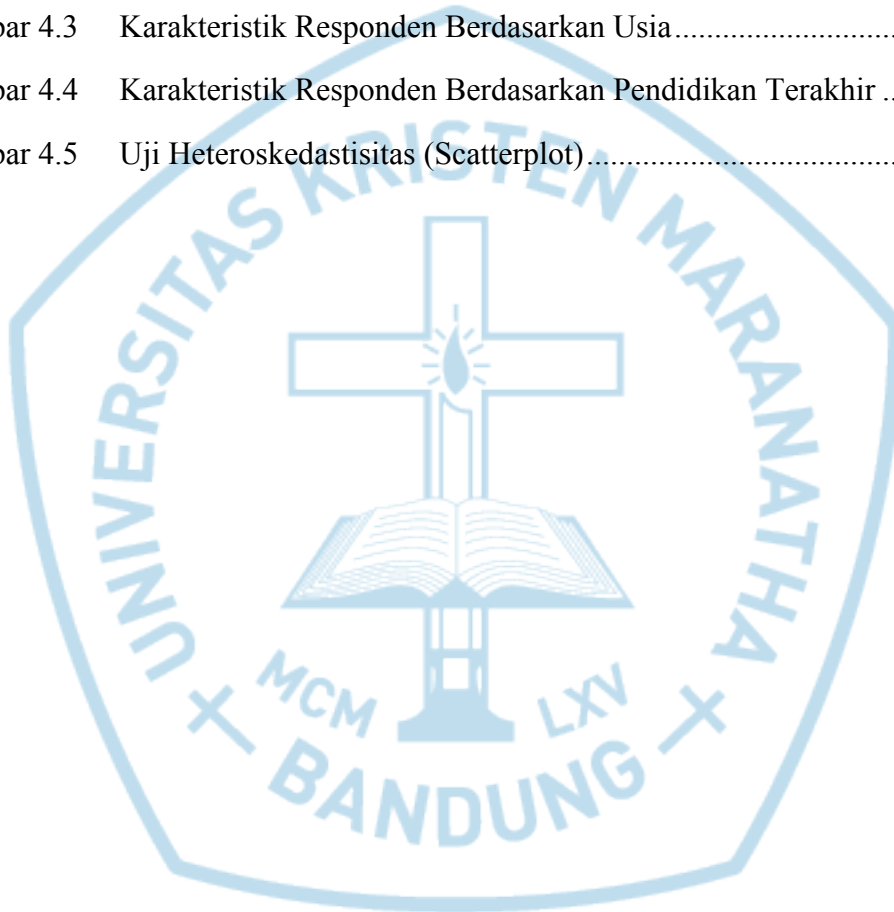 bar 4.3 Karakteristik Responden Berdasarkan Usia..............................
bar 4.4 Karakteristik Responden Berdasarkan Pendidikan Terakhir ..
bar 4.5 Uji Heteroskedastisitas (Scatterplot).........................................
UNIVERSITAS KRISTEN MARANATHA
MCM LXV
BANDUNG